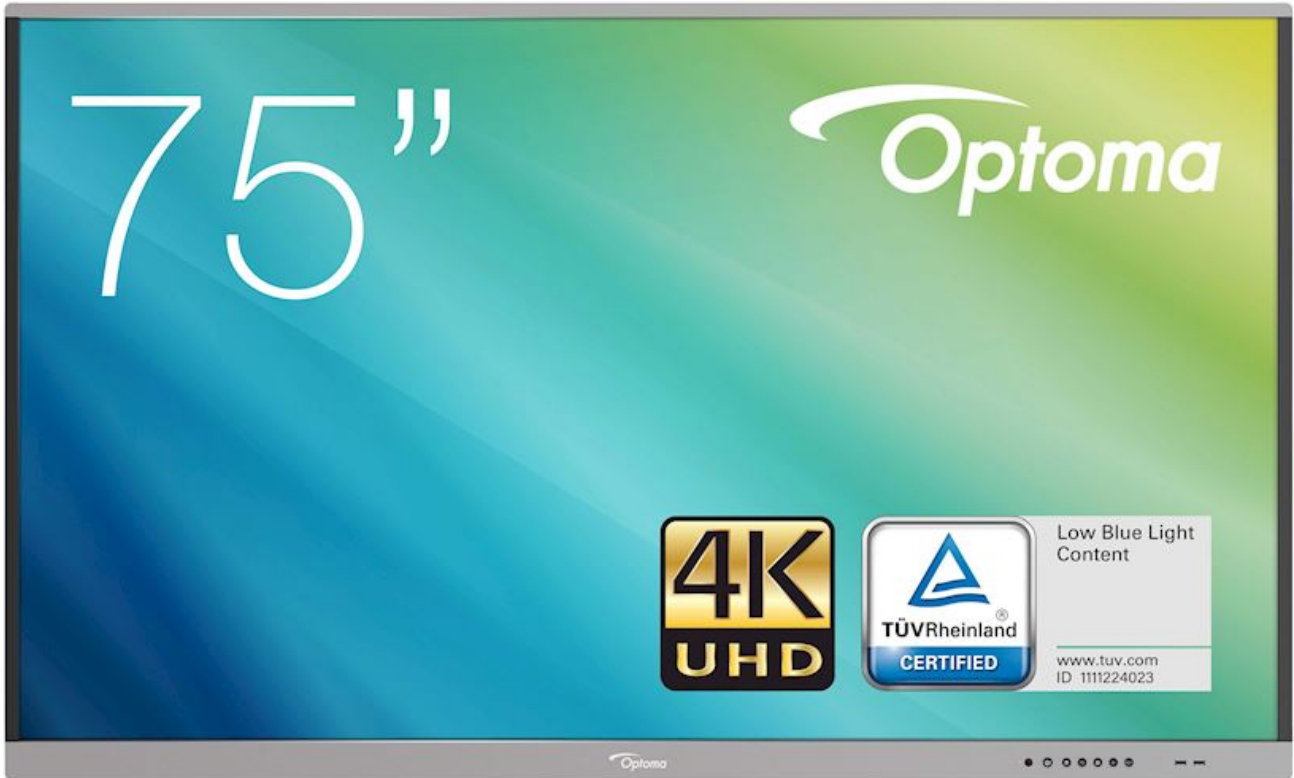 75”
Optoma
4K
UHD
TÜVRheinland®
CERTIFIED
Low Blue Light
Content
www.tuv.com
ID 1111224023
Optoma